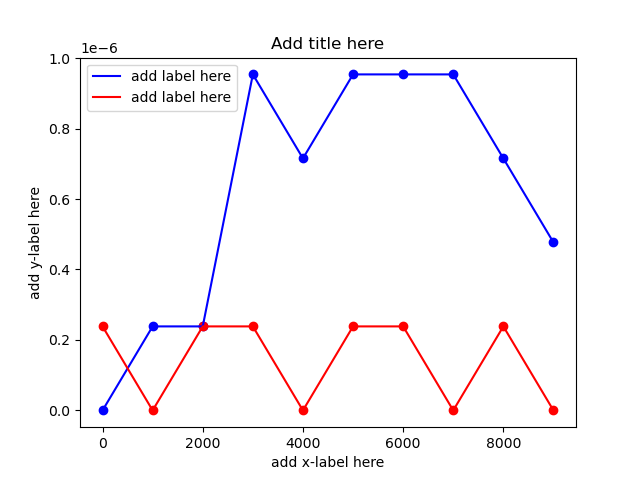 Add title here
1e−6
1.0
0.8
0.6
0.4
0.2
0.0
add y-label here
add label here
add label here
0 2000 4000 6000 8000
add x-label here